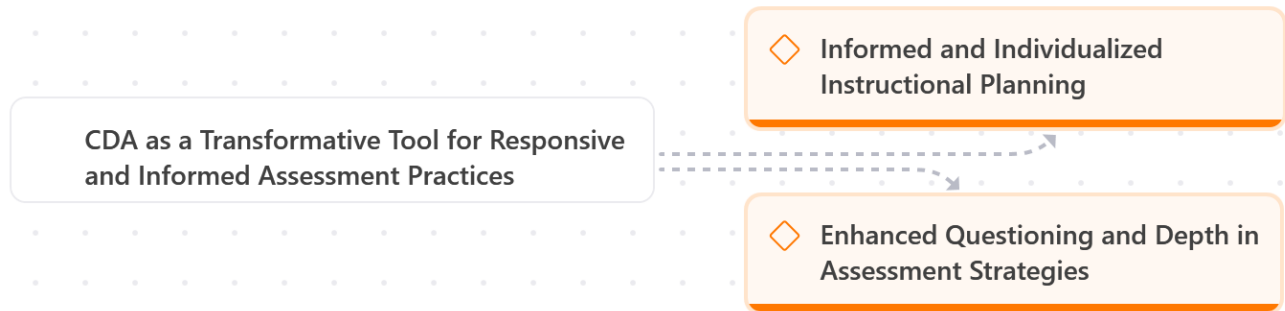 CDA as a Transformative Tool for Responsive
and Informed Assessment Practices
Informed and Individualized
Instructional Planning
Enhanced Questioning and Depth in
Assessment Strategies